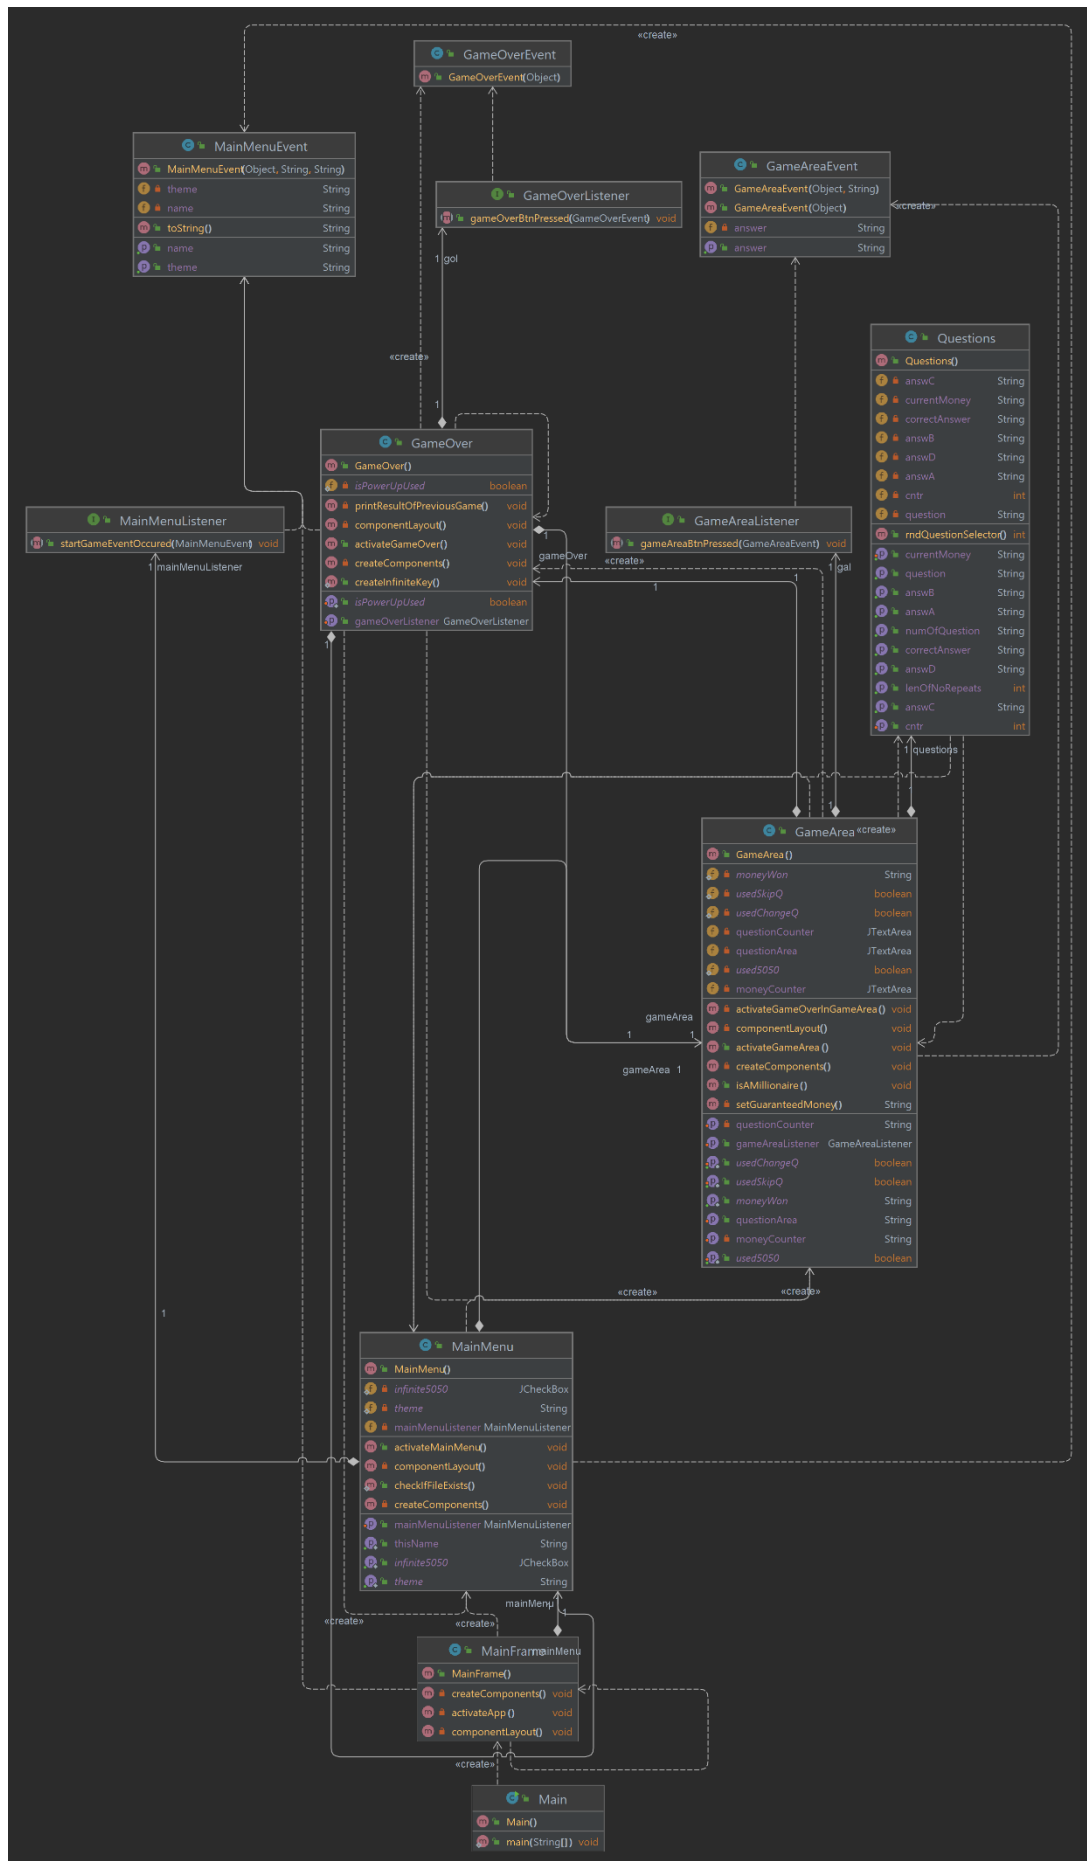 «create»
GameOverEvent
GameOverEvent(Object)
MainMenuEvent
MainMenuEvent(Object, String, String)
theme String
name String
toString() String
name String
theme String
GameOverListener
gameOverBtnPressed(GameOverEvent) void
GameAreaEvent
GameAreaEvent(Object, String)
GameAreaEvent(Object)
answer String
answer String
«create»
1 gol
«create»
1
Questions
Questions()
answC String
currentMoney String
correctAnswer String
answB String
answD String
answA String
cntr int
question String
rndQuestionSelector() int
currentMoney String
question String
answB String
answA String
numOfQuestion String
correctAnswer String
answD String
lenOfNoRepeats int
answC String
cntr int
GameOver
GameOver()
isPowerUpUsed boolean
printResultOfPreviousGame() void
componentLayout() void
activateGameOver() void
createComponents() void
createInfiniteKey() void
isPowerUpUsed boolean
gameOverListener GameOverListener
MainMenuListener
startGameEventOccured(MainMenuEvent) void
1 mainMenuListener
GameAreaListener
gameAreaBtnPressed(GameAreaEvent) void
1
gameOver
«create»
1 gal
1
1
1
1 questions
1
GameArea
«create»
GameArea()
moneyWon String
usedSkipQ boolean
usedChangeQ boolean
questionCounter JTextArea
questionArea JTextArea
used5050 boolean
moneyCounter JTextArea
activateGameOverInGameArea() void
componentLayout() void
activateGameArea() void
createComponents() void
isAMillionaire() void
setGuaranteedMoney() String
questionCounter String
gameAreaListener GameAreaListener
usedChangeQ boolean
usedSkipQ boolean
moneyWon String
questionArea String
moneyCounter String
used5050 boolean
gameArea
1
1
gameArea 1
«create»
«create»
1
MainMenu
MainMenu()
infinite5050 JCheckBox
theme String
mainMenuListener MainMenuListener
activateMainMenu() void
componentLayout() void
checkIfFileExists() void
createComponents() void
mainMenuListener MainMenuListener
thisName String
infinite5050 JCheckBox
theme String
mainMenu
1
«create»
«create»
MainFrame
mainMenu
MainFrame()
createComponents() void
activateApp() void
componentLayout() void
«create»
Main
Main()
main(String[]) void